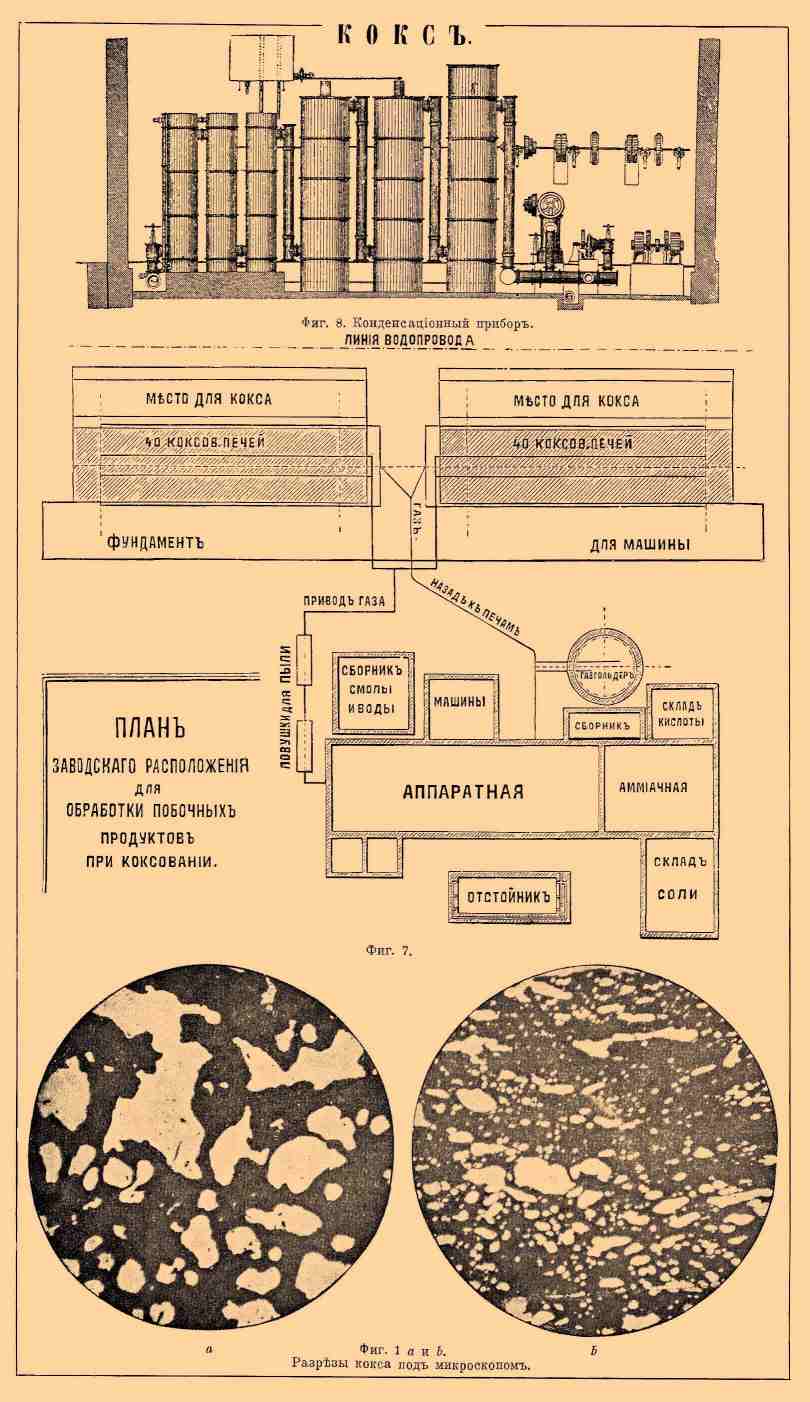 КОКСЪ.
Фиг. 8. Конденсаціонный приборъ.
ЛИНІЯ ВОДОПРОВОДА
МѢСТО ДЛЯ КОКСА
МѢСТО ДЛЯ КОКСА
40 КОКСОВ.ПЕЧЕЙ
40 КОКСОВ.ПЕЧЕЙ
ГАЗЪ.
ФУНДАМЕНТЪ
ДЛЯ МАШИНЫ
ПРИВОДЪ ГАЗА
НАЗАДЪ КЪ ПЕЧАМЪ
ЛОВУШКИ ДЛЯ ПЫЛИ
СБОРНИКЪ
СМОЛЫ
И ВОДЫ
МАШИНЫ
ГАЗГОЛЬДЕРЪ
СБОРНИКЪ
СКЛАДЪ
КИСЛОТЫ
ПЛАНЪ
ЗАВОДСКАГО РАСПОЛОЖЕНІЯ
ДЛЯ
ОБРАБОТКИ ПОБОЧНЫХЪ
ПРОДУКТОВЪ
ПРИ КОКСОВАНІИ.
АППАРАТНАЯ
АММІАЧНАЯ
СКЛАДЪ
СОЛИ
ОТСТОЙНИКЪ
Фиг. 7.
a
b
Фиг. 1 a и b.
Разрѣзы кокса подъ микроскопомъ.